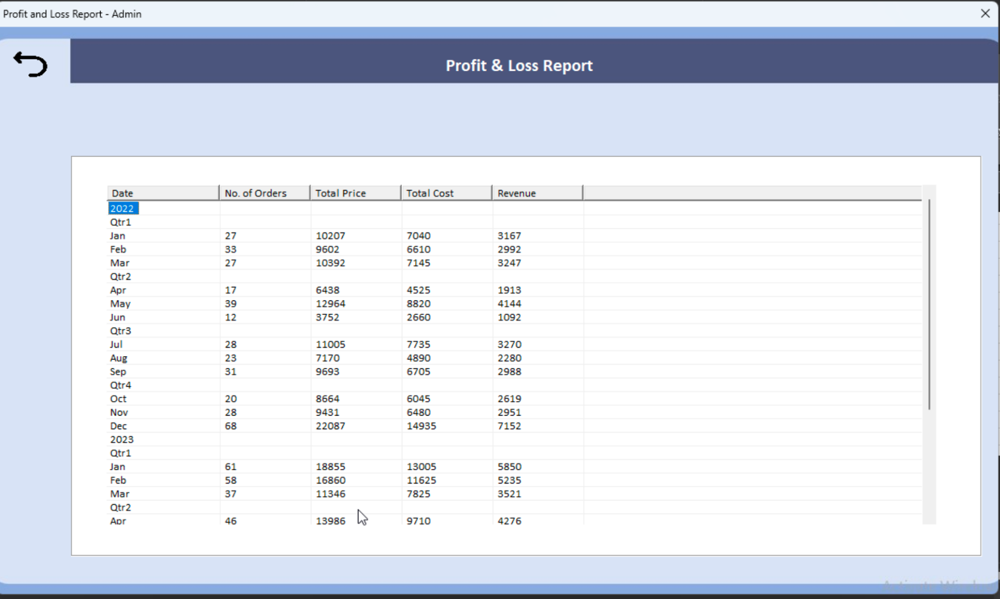 Profit and Loss Report - Admin
Profit & Loss Report
Date No. of Orders Total Price Total Cost Revenue
2022
Qtr1
Jan 27 10207 7040 3167
Feb 33 9602 6610 2992
Mar 27 10392 7145 3247
Qtr2
Apr 17 6438 4525 1913
May 39 12964 8820 4144
Jun 12 3752 2660 1092
Qtr3
Jul 28 11005 7735 3270
Aug 23 7170 4890 2280
Sep 31 9693 6705 2988
Qtr4
Oct 20 8664 6045 2619
Nov 28 9431 6480 2951
Dec 68 22087 14935 7152
2023
Qtr1
Jan 61 18855 13005 5850
Feb 58 16860 11625 5235
Mar 37 11346 7825 3521
Qtr2
Apr 46 13986 9710 4276